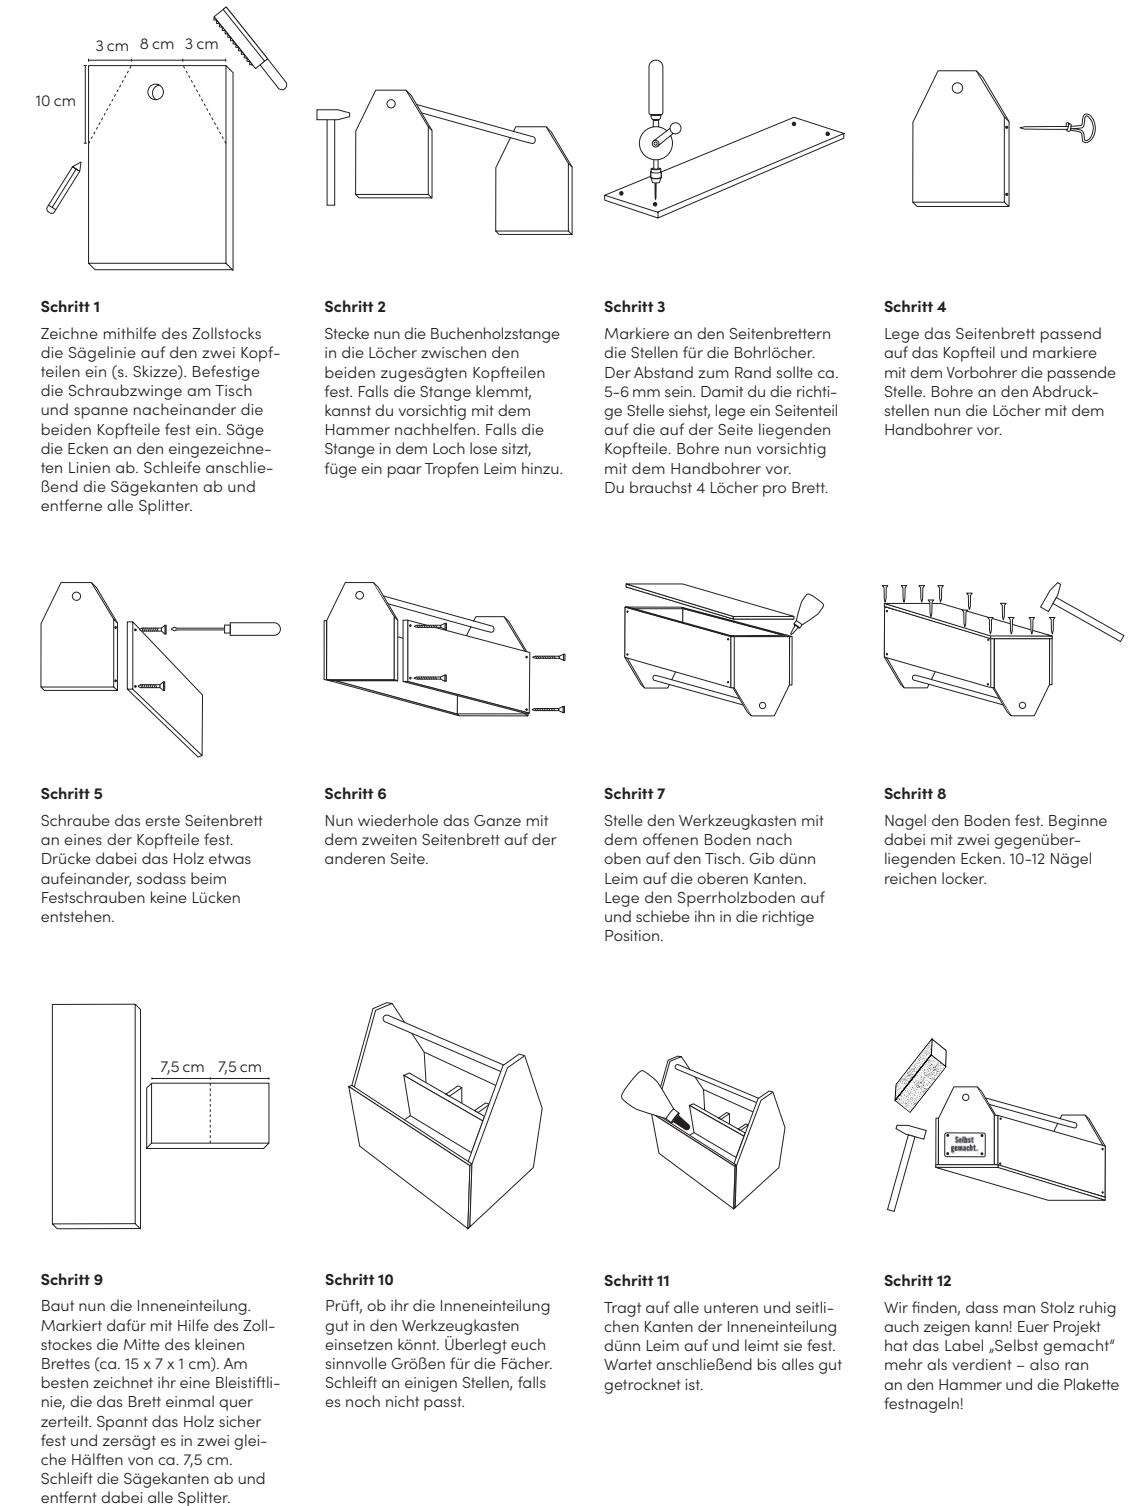 3 cm 8 cm 3 cm
10 cm
Schritt 1
Zeichne mithilfe des Zollstocks
die Sägelinie auf den zwei Kopf-
teilen ein (s. Skizze). Befestige
die Schraubzwinge am Tisch
und spanne nacheinander die
beiden Kopfteile fest ein. Säge
die Ecken an den eingezeichne-
ten Linien ab. Schleife anschlie-
ßend die Sägekanten ab und
entferne alle Splitter.
Schritt 2
Stecke nun die Buchenholzstange
in die Löcher zwischen den
beiden zugesägten Kopfteilen
fest. Falls die Stange klemmt,
kannst du vorsichtig mit dem
Hammer nachhelfen. Falls die
Stange in dem Loch lose sitzt,
füge ein paar Tropfen Leim hinzu.
Schritt 3
Markiere an den Seitenbrettern
die Stellen für die Bohrlöcher.
Der Abstand zum Rand sollte ca.
5-6 mm sein. Damit du die richti-
ge Stelle siehst, lege ein Seitenteil
auf die auf der Seite liegenden
Kopfteile. Bohre nun vorsichtig
mit dem Handbohrer vor.
Du brauchst 4 Löcher pro Brett.
Schritt 4
Lege das Seitenbrett passend
auf das Kopfteil und markiere
mit dem Vorbohrer die passende
Stelle. Bohre an den Abdruck-
stellen nun die Löcher mit dem
Handbohrer vor.
Schritt 5
Schraube das erste Seitenbrett
an eines der Kopfteile fest.
Drücke dabei das Holz etwas
aufeinander, sodass beim
Festschrauben keine Lücken
entstehen.
Schritt 6
Nun wiederhole das Ganze mit
dem zweiten Seitenbrett auf der
anderen Seite.
Schritt 7
Stelle den Werkzeugkasten mit
dem offenen Boden nach
oben auf den Tisch. Gib dünn
Leim auf die oberen Kanten.
Lege den Sperrholzboden auf
und schiebe ihn in die richtige
Position.
Schritt 8
Nagel den Boden fest. Beginne
dabei mit zwei gegenüber-
liegenden Ecken. 10-12 Nägel
reichen locker.
7,5 cm 7,5 cm
Schritt 9
Baut nun die Inneneinteilung.
Markiert dafür mit Hilfe des Zoll-
stockes die Mitte des kleinen
Brettes (ca. 15 x 7 x 1 cm). Am
besten zeichnet ihr eine Bleistiftli-
nie, die das Brett einmal quer
zerteilt. Spannt das Holz sicher
fest und zersägt es in zwei glei-
che Hälften von ca. 7,5 cm.
Schleift die Sägekanten ab und
entfernt dabei alle Splitter.
Schritt 10
Prüft, ob ihr die Inneneinteilung
gut in den Werkzeugkasten
einsetzen könnt. Überlegt euch
sinnvolle Größen für die Fächer.
Schleift an einigen Stellen, falls
es noch nicht passt.
Schritt 11
Tragt auf alle unteren und seitli-
chen Kanten der Inneneinteilung
dünn Leim auf und leimt sie fest.
Wartet anschließend bis alles gut
getrocknet ist.
Selbst
gemacht.
Schritt 12
Wir finden, dass man Stolz ruhig
auch zeigen kann! Euer Projekt
hat das Label „Selbst gemacht“
mehr als verdient – also ran
an den Hammer und die Plakette
festnageln!